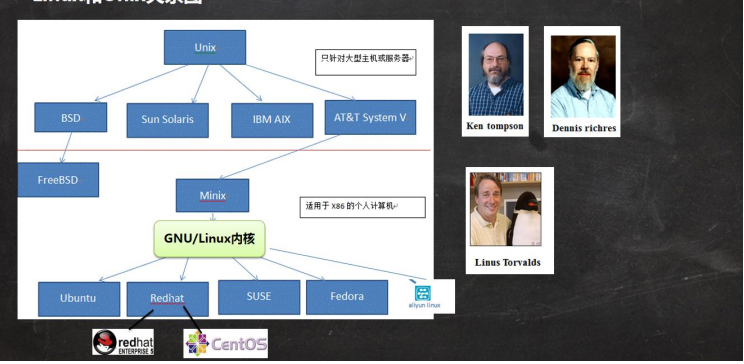 Linux和Unix关系图
Unix
只针对大型主机或服务器
BSD
Sun Solaris
IBM AIX
AT&T System V
Ken tompson
Dennis richres
FreeBSD
Minix
适用于 X86 的个人计算机
GNU/Linux内核
Linus Torvalds
Ubuntu
Redhat
SUSE
Fedora
aliyun linux
redhat
ENTERPRISE 5
CentOS